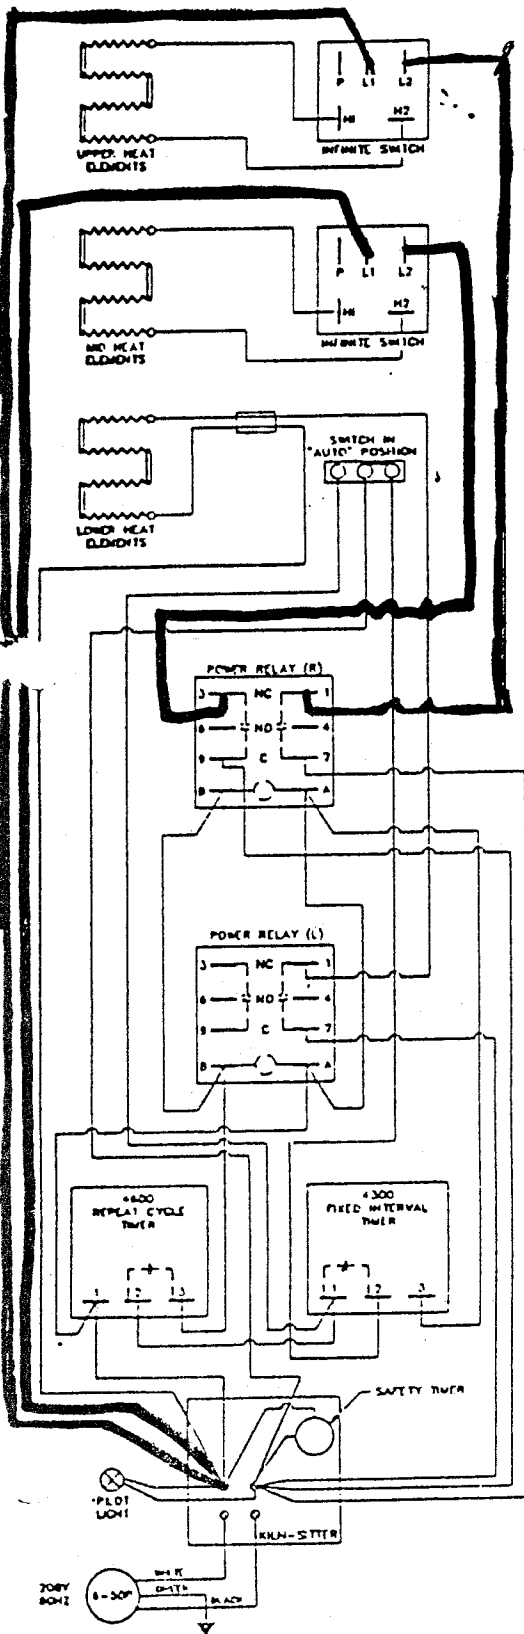 P L1 L2
H1 H2
UPPER HEAT
ELEMENTS
INFINITE SWITCH
P L1 L2
H1 H2
MID HEAT
ELEMENTS
INFINITE SWITCH
SWITCH IN
"AUTO" POSITION
LOWER HEAT
ELEMENTS
POWER RELAY (R)
3 NC 1
6 NO 4
9 C 7
B A
POWER RELAY (L)
3 NC 1
6 NO 4
9 C 7
B A
4600
REPEAT CYCLE
TIMER
1 12 13
4300
FIXED INTERVAL
TIMER
11 12 3
SAFETY TIMER
PILOT
LIGHT
KILN-SITTER
208V
60HZ
6-50P
WHITE
GREEN
BLACK